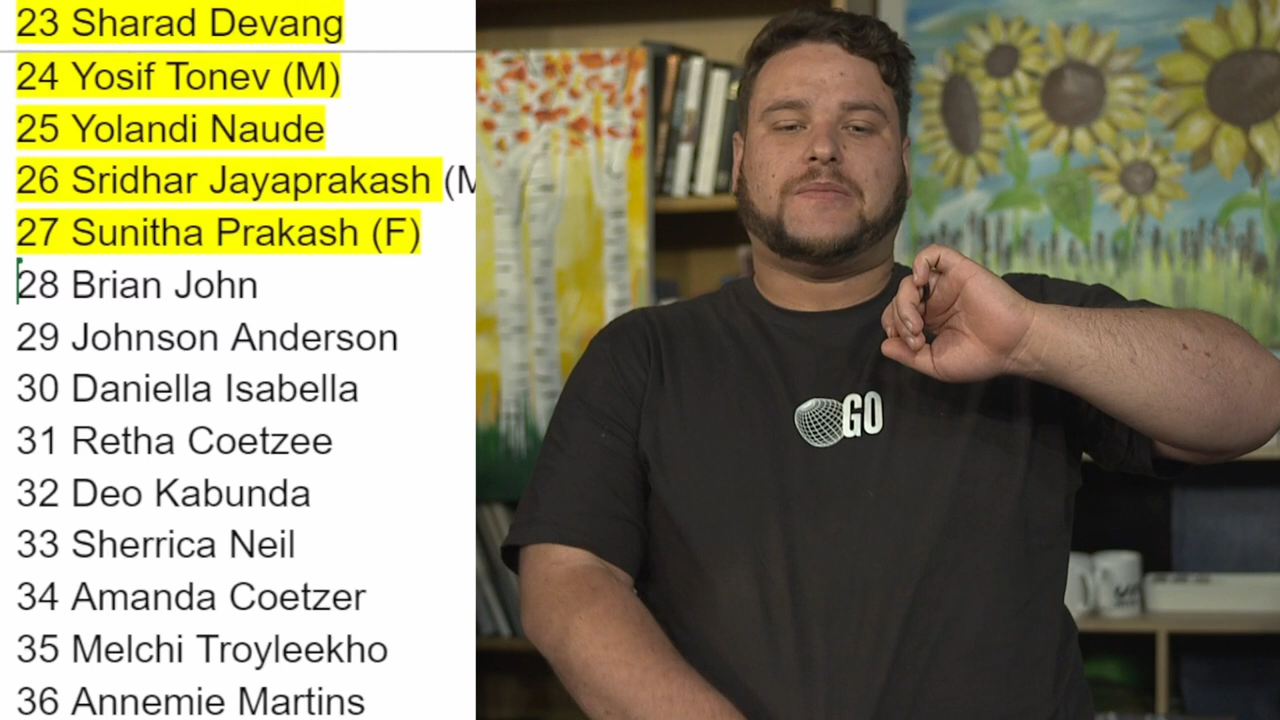 23 Sharad Devang
24 Yosif Tonev (M)
25 Yolandi Naude
26 Sridhar Jayaprakash (M
27 Sunitha Prakash (F)
28 Brian John
29 Johnson Anderson
30 Daniella Isabella
31 Retha Coetzee
32 Deo Kabunda
33 Sherrica Neil
34 Amanda Coetzer
35 Melchi Troyleekho
36 Annemie Martins
GO